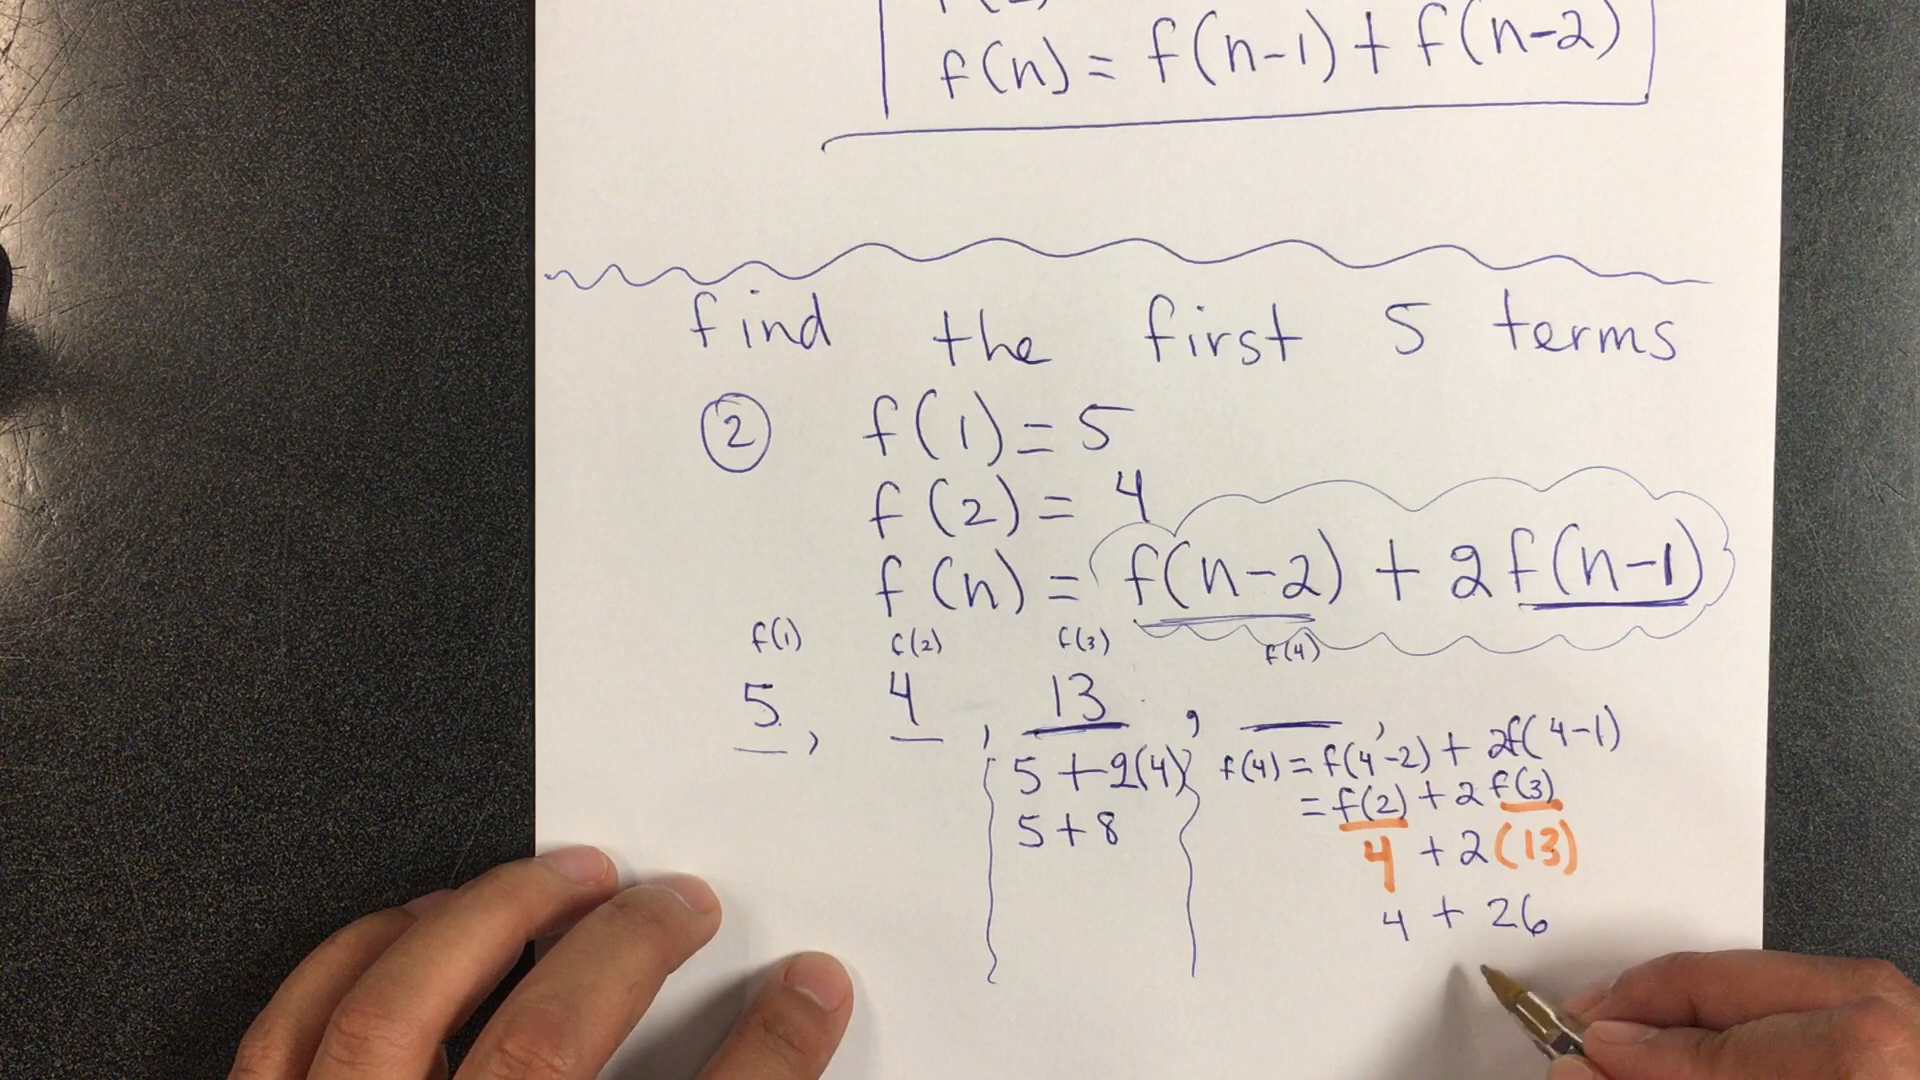 f(n) = f(n-1) + f(n-2)
find the first 5 terms
2 f(1) = 5
f(2) = 4
f(n) = f(n-2) + 2f(n-1)
f(1) f(2) f(3) f(4)
5, 4, 13, __,
5 + 2(4)
5 + 8
f(4) = f(4-2) + 2f(4-1)
= f(2) + 2f(3)
4 + 2(13)
4 + 26